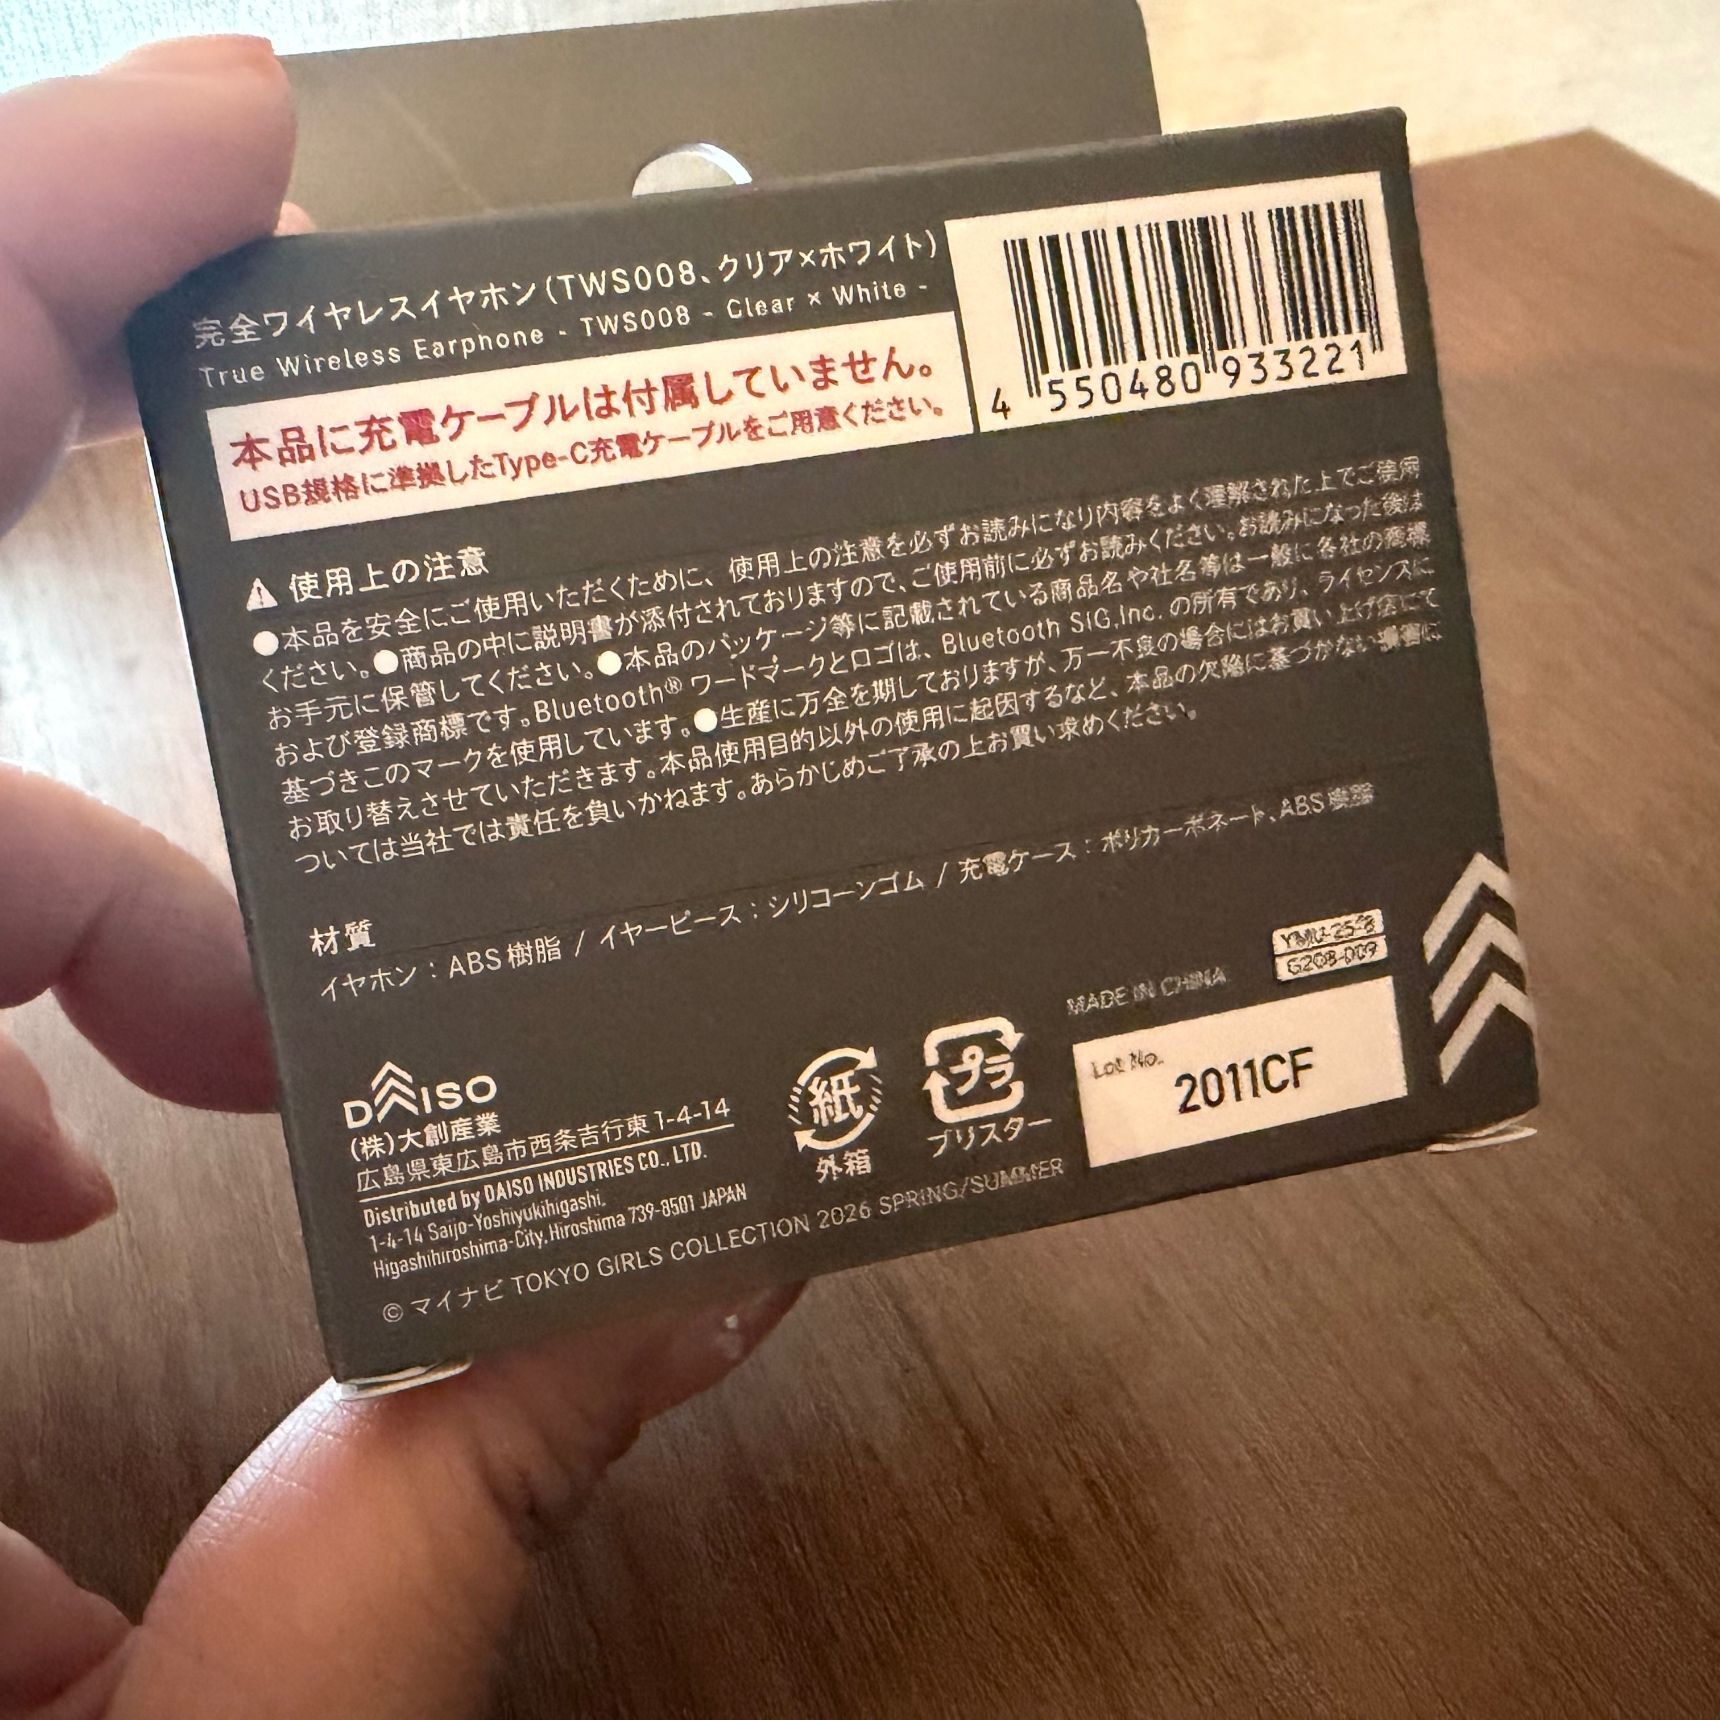 完全ワイヤレスイヤホン(TWS008、クリア×ホワイト)
True Wireless Earphone - TWS008 - Clear × White -
本品に充電ケーブルは付属していません。
USB規格に準拠したType-C充電ケーブルをご用意ください。
4 550480 933221
使用上の注意
●本品を安全にご使用いただくために、使用上の注意を必ずお読みになり内容をよく理解された上でご使用
ください。●商品の中に説明書が添付されておりますので、ご使用前に必ずお読みください。お読みになった後は
お手元に保管してください。●本品のパッケージ等に記載されている商品名や社名等は一般に各社の商標
および登録商標です。Bluetooth® ワードマークとロゴは、Bluetooth SIG,Inc. の所有であり、ライセンスに
基づきこのマークを使用しています。●生産に万全を期しておりますが、万一不良の場合にはお買い上げ店にて
お取り替えさせていただきます。本品使用目的以外の使用に起因するなど、本品の欠陥に基づかない損害に
ついては当社では責任を負いかねます。あらかじめご了承の上お買い求めください。
材質
イヤホン：ABS樹脂 / イヤーピース：シリコーンゴム / 充電ケース：ポリカーボネート、ABS樹脂
YMU-25-8
G208-009
MADE IN CHINA
Lot No.
2011CF
DAISO
(株)大創産業
広島県東広島市西条吉行東1-4-14
Distributed by DAISO INDUSTRIES CO., LTD.
1-4-14 Saijo-Yoshiyukihigashi,
Higashihiroshima-City, Hiroshima 739-8501 JAPAN
紙
外箱
プラ
ブリスター
© マイナビ TOKYO GIRLS COLLECTION 2026 SPRING/SUMMER